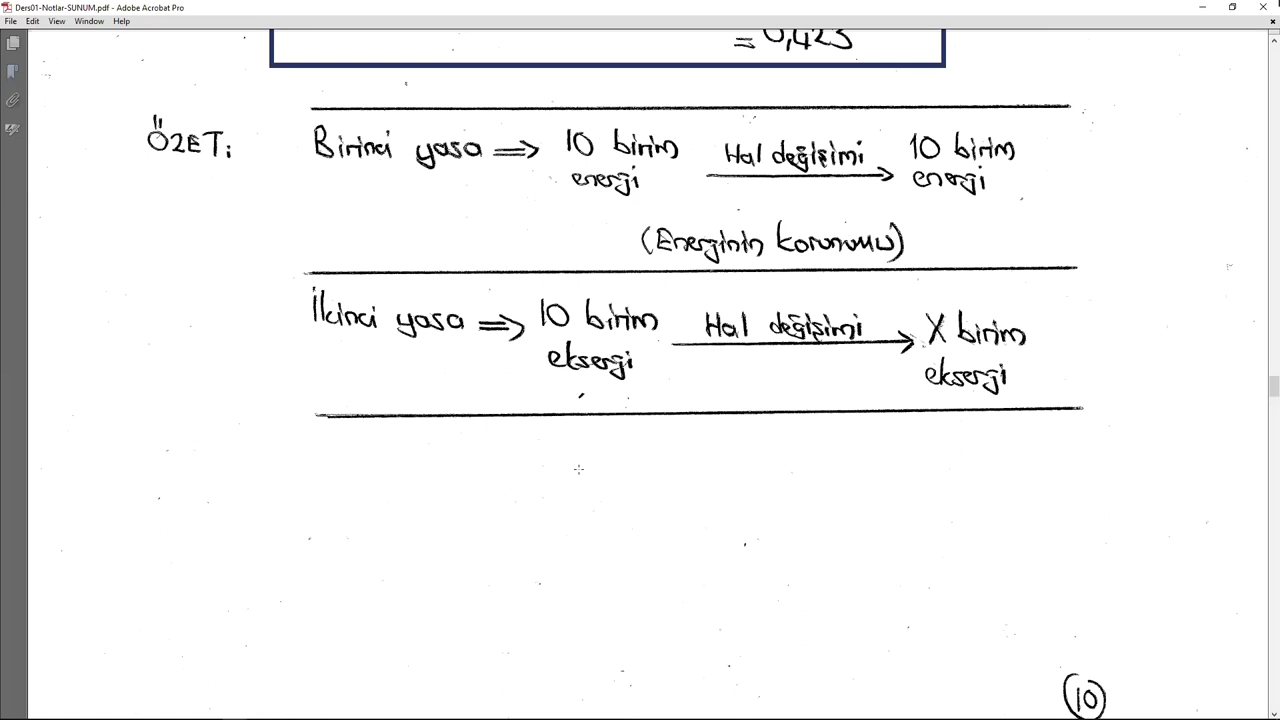 Ders01-Notlar-SUNUM.pdf - Adobe Acrobat Pro
File Edit View Window Help
= 0,423
ÖZET:
Birinci yasa ⇒ 10 birim enerji Hal değişimi → 10 birim enerji
(Enerjinin korunumu)
İkinci yasa ⇒ 10 birim ekserji Hal değişimi → X birim ekserji
10